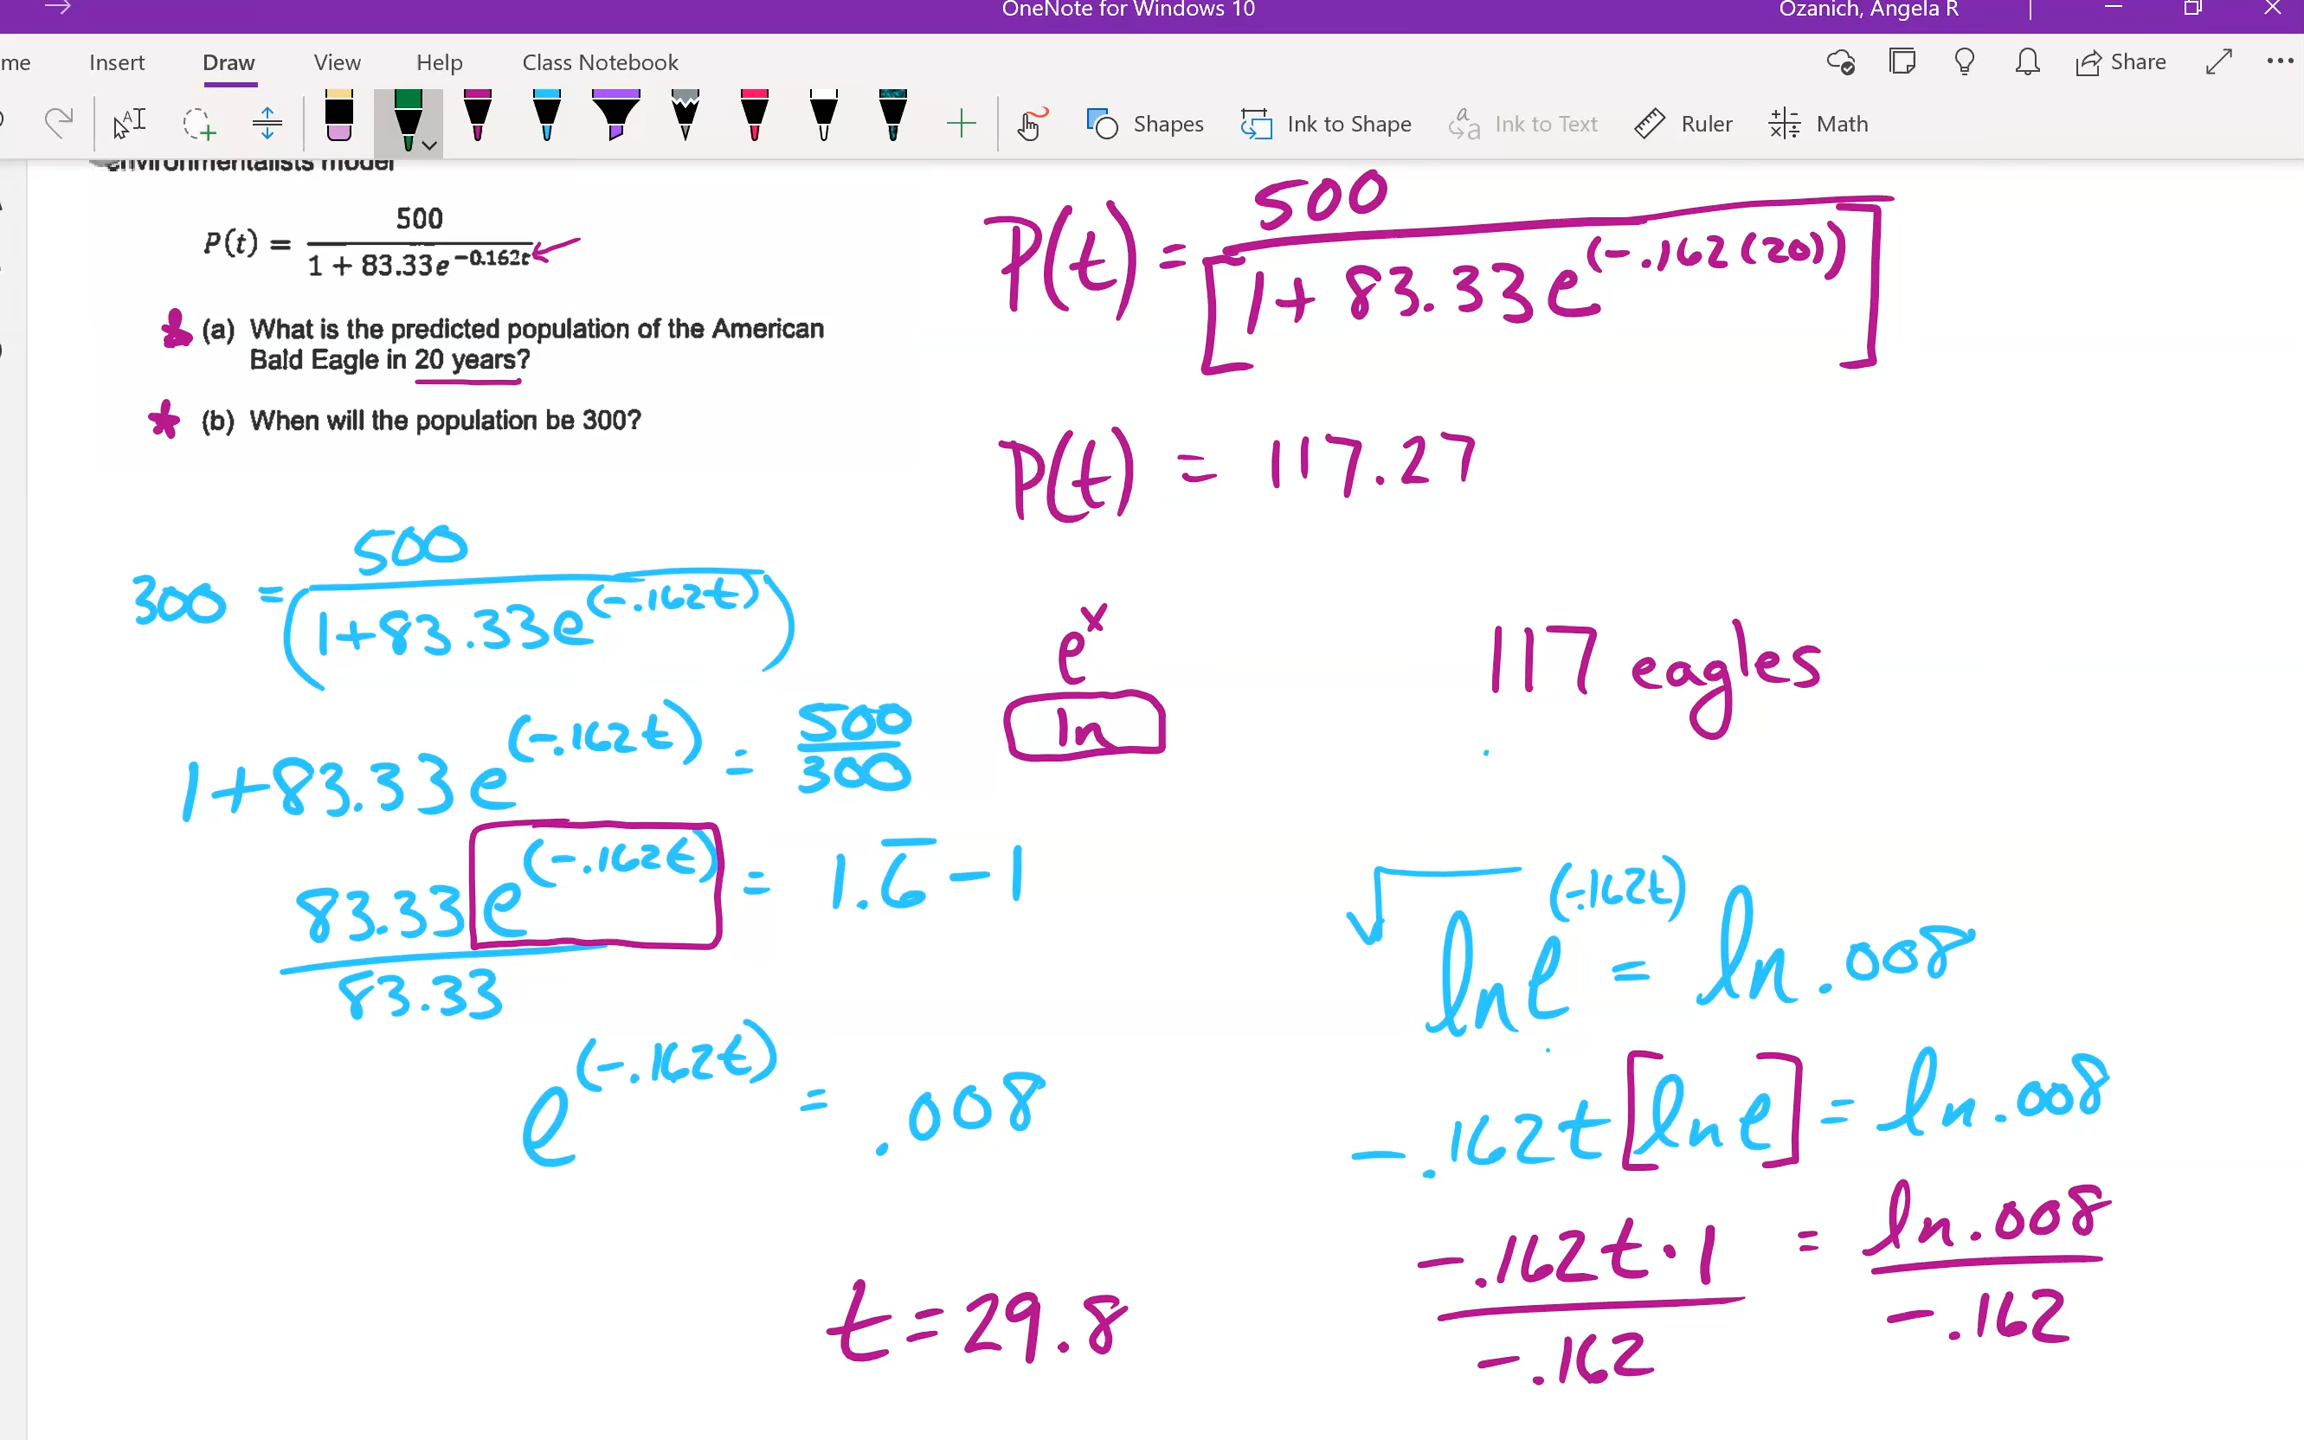 OneNote for Windows 10
Ozanich, Angela R
Insert Draw View Help Class Notebook
Share
Shapes Ink to Shape Ink to Text Ruler Math
environmentalists model
P(t) = 500 / 1 + 83.33e^−0.162t
(a) What is the predicted population of the American
Bald Eagle in 20 years?
(b) When will the population be 300?
P(t) = 500 / [1 + 83.33e^(-.162(20))]
P(t) = 117.27
117 eagles
300 = 500 / (1+83.33e^(-.162t))
1+83.33e^(-.162t) = 500/300
83.33e^(-.162t) / 83.33 = 1.6̅ - 1
e^(-.162t) = .008
e^x
ln
ln e^(-.162t) = ln .008
-.162t [ln e] = ln .008
-.162t · 1 / -.162 = ln .008 / -.162
t = 29.8